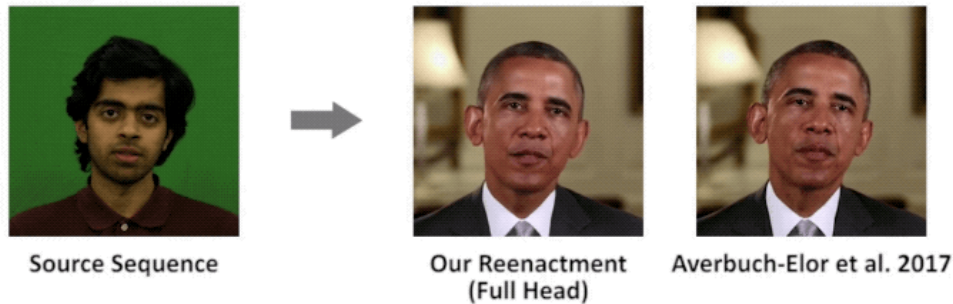 Source Sequence
Our Reenactment
(Full Head)
Averbuch-Elor et al. 2017